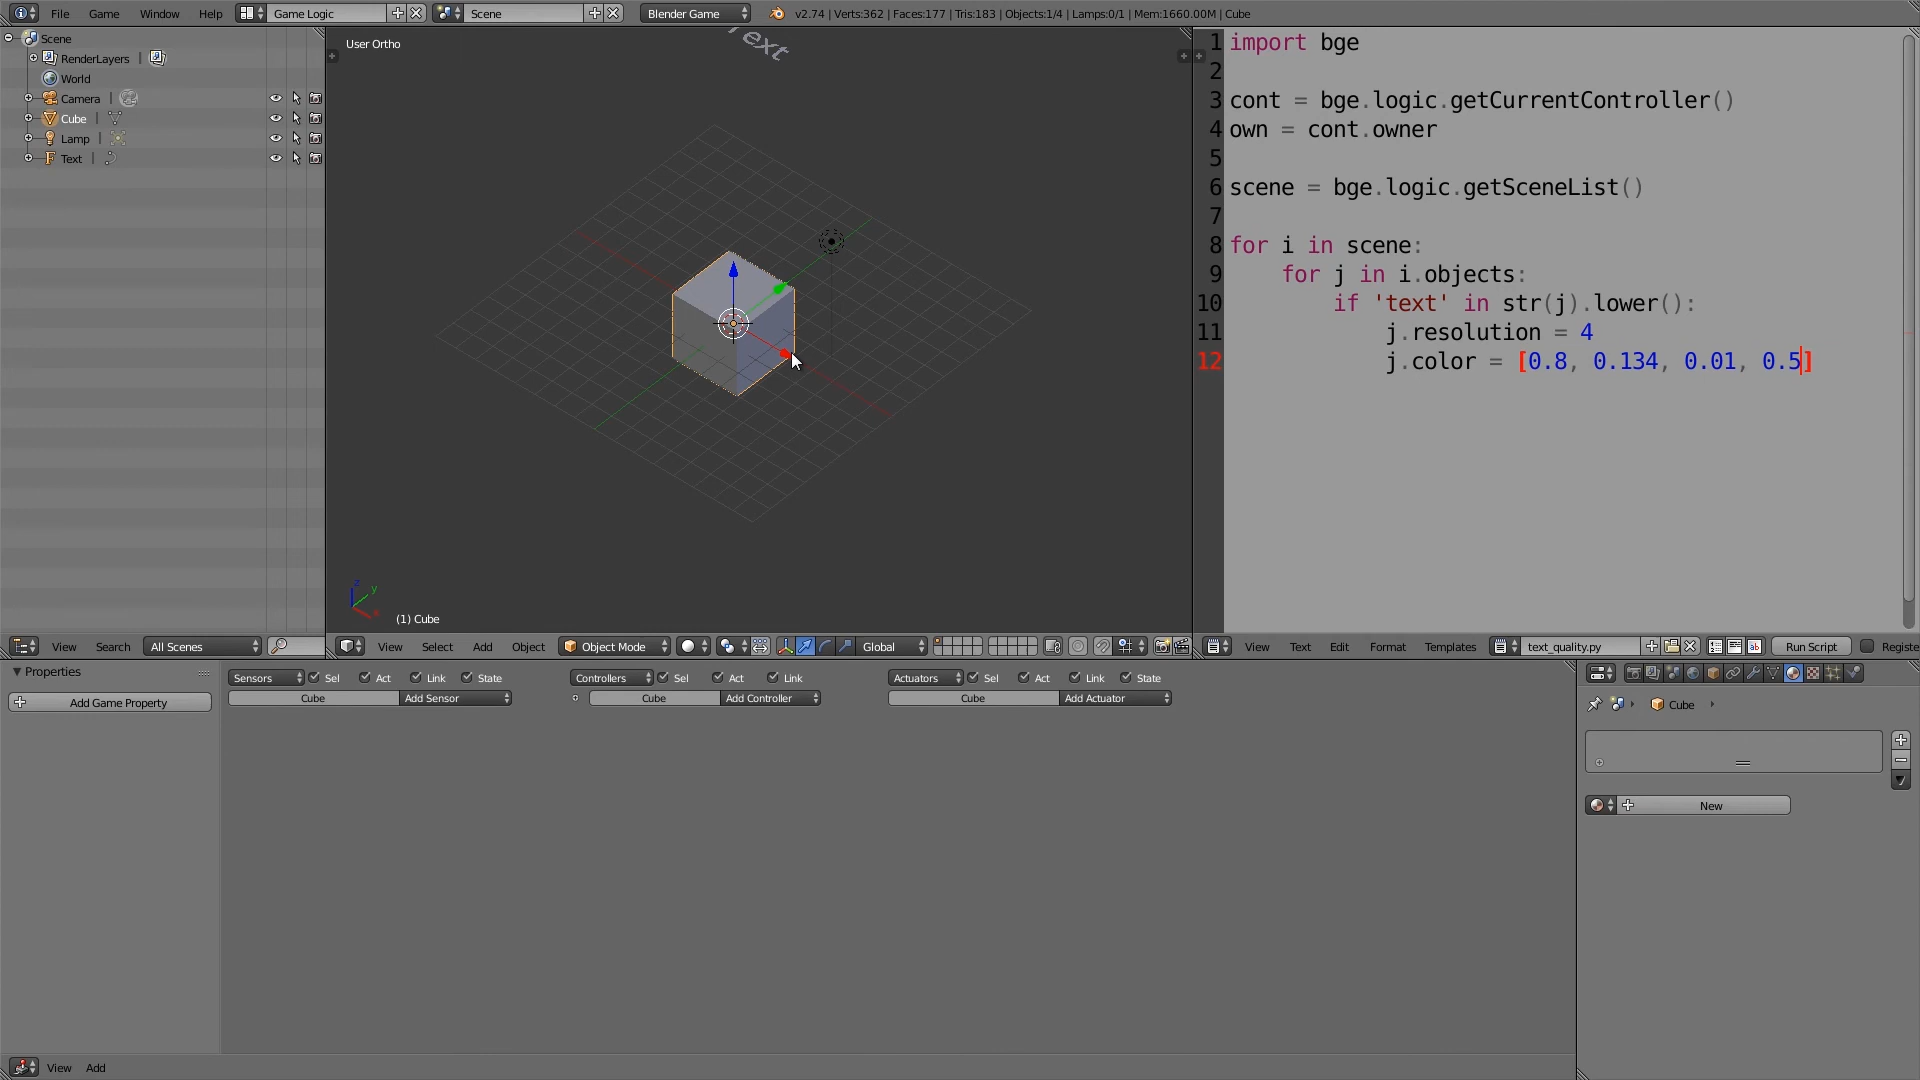 File Game Window Help Game Logic Scene Blender Game v2.74 | Verts:362 | Faces:177 | Tris:183 | Objects:1/4 | Lamps:0/1 | Mem:1660.00M | Cube
Scene
RenderLayers |
World
Camera |
Cube |
Lamp |
Text |
User Ortho
Text
z
y
x
(1) Cube
1 import bge
2
3 cont = bge.logic.getCurrentController()
4 own = cont.owner
5
6 scene = bge.logic.getSceneList()
7
8 for i in scene:
9 for j in i.objects:
10 if 'text' in str(j).lower():
11 j.resolution = 4
12 j.color = [0.8, 0.134, 0.01, 0.5]
View Search All Scenes
View Select Add Object Object Mode Global
View Text Edit Format Templates text_quality.py ab Run Script Registe
Properties
Add Game Property
Sensors Sel Act Link State
Cube Add Sensor
Controllers Sel Act Link
Cube Add Controller
Actuators Sel Act Link State
Cube Add Actuator
Cube
New
View Add